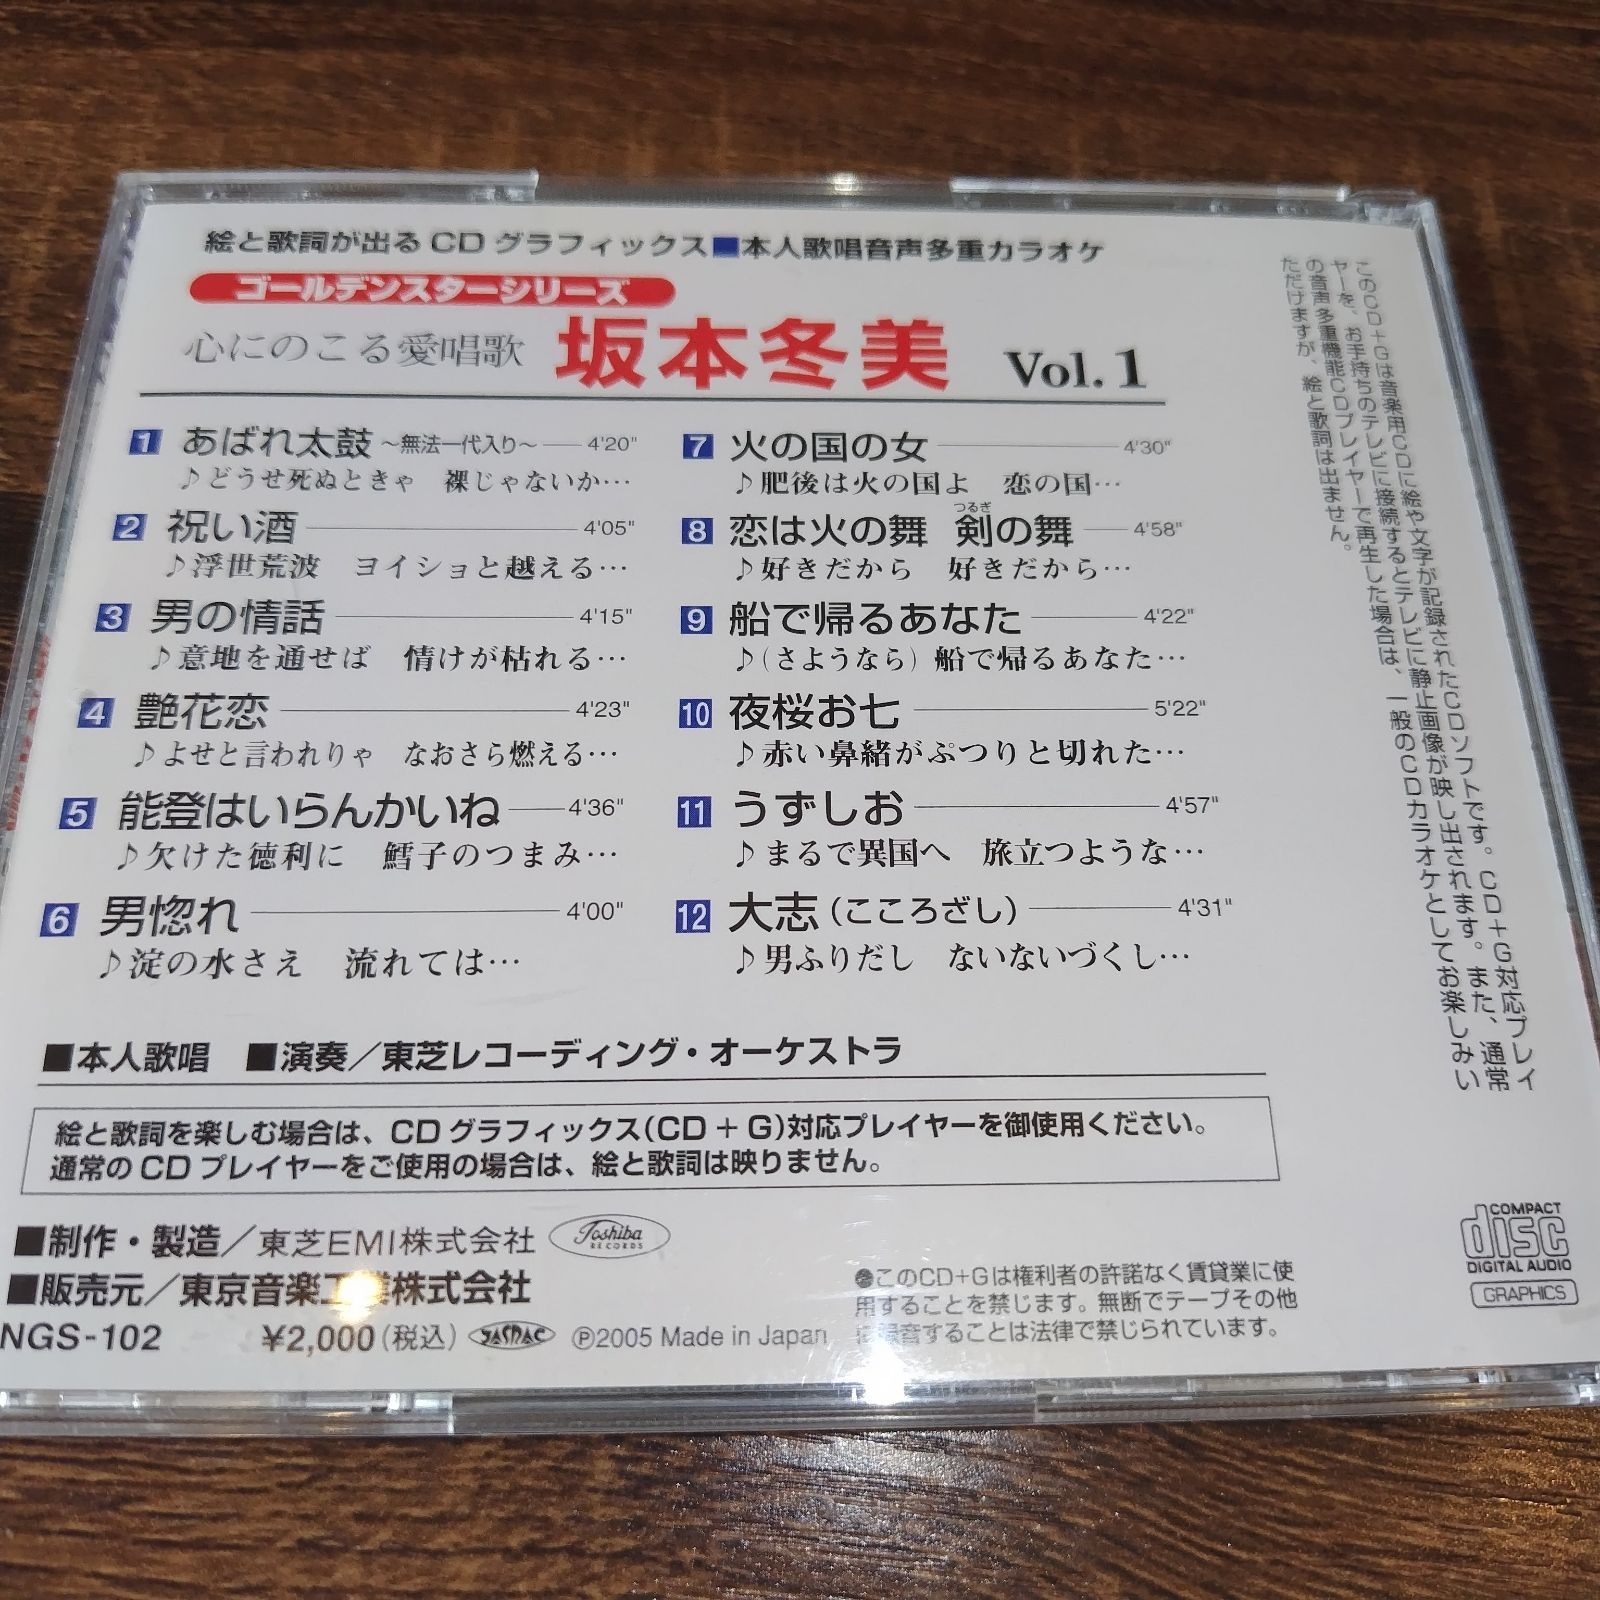 絵と歌詞が出るCDグラフィックス■本人歌唱音声多重カラオケ
ゴールデンスターシリーズ
心にのこる愛唱歌 坂本冬美 Vol.1
1 あばれ太鼓 ～無法一代入り～ 4'20"
♪どうせ死ぬときゃ 裸じゃないか…
2 祝い酒 4'05"
♪浮世荒波 ヨイショと越える…
3 男の情話 4'15"
♪意地を通せば 情けが枯れる…
4 艶花恋 4'23"
♪よせと言われりゃ なおさら燃える…
5 能登はいらんかいね 4'36"
♪欠けた徳利に 鱈子のつまみ…
6 男惚れ 4'00"
♪淀の水さえ 流れては…
7 火の国の女 4'30"
♪肥後は火の国よ 恋の国…
つるぎ
8 恋は火の舞 剣の舞 4'58"
♪好きだから 好きだから…
9 船で帰るあなた 4'22"
♪(さようなら) 船で帰るあなた…
10 夜桜お七 5'22"
♪赤い鼻緒がぷつりと切れた…
11 うずしお 4'57"
♪まるで異国へ 旅立つような…
12 大志(こころざし) 4'31"
♪男ふりだし ないないづくし…
このCD+Gは音楽用CDに絵や文字が記録されたCDソフトです。CD+G対応プレイ
ヤーを、お手持ちのテレビに接続するとテレビに静止画像が映し出されます。また、通常
の音声多重機能CDプレイヤーで再生した場合は、一般のCDカラオケとしてお楽しみい
ただけますが、絵と歌詞は出ません。
■本人歌唱 ■演奏／東芝レコーディング・オーケストラ
絵と歌詞を楽しむ場合は、CDグラフィックス(CD+G)対応プレイヤーを御使用ください。
通常のCDプレイヤーをご使用の場合は、絵と歌詞は映りません。
■制作・製造／東芝EMI株式会社 Toshiba RECORDS
■販売元／東京音楽工業株式会社
NGS-102 ¥2,000(税込) JASRAC Ⓟ2005 Made in Japan
●このCD+Gは権利者の許諾なく賃貸業に使
用することを禁じます。無断でテープその他
に録音することは法律で禁じられています。
COMPACT
disc
DIGITAL AUDIO
GRAPHICS